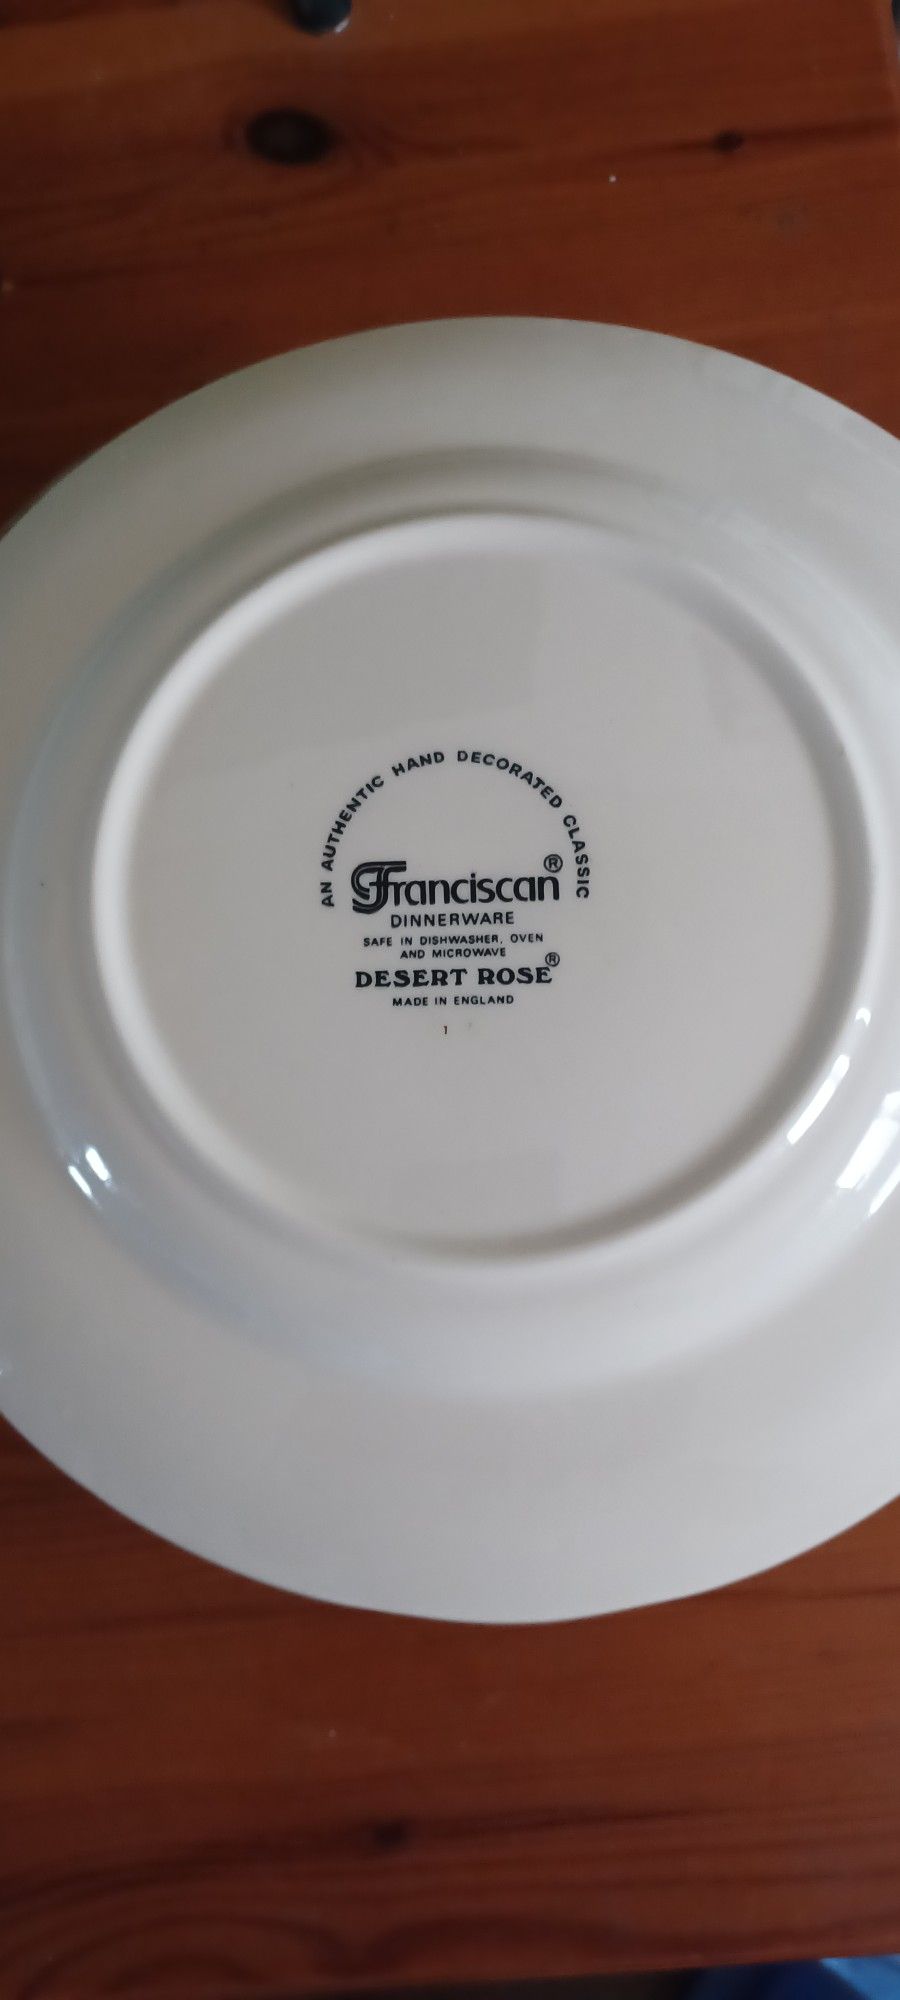 AN AUTHENTIC HAND DECORATED CLASSIC
Franciscan®
DINNERWARE
SAFE IN DISHWASHER, OVEN
AND MICROWAVE
DESERT ROSE®
MADE IN ENGLAND
1